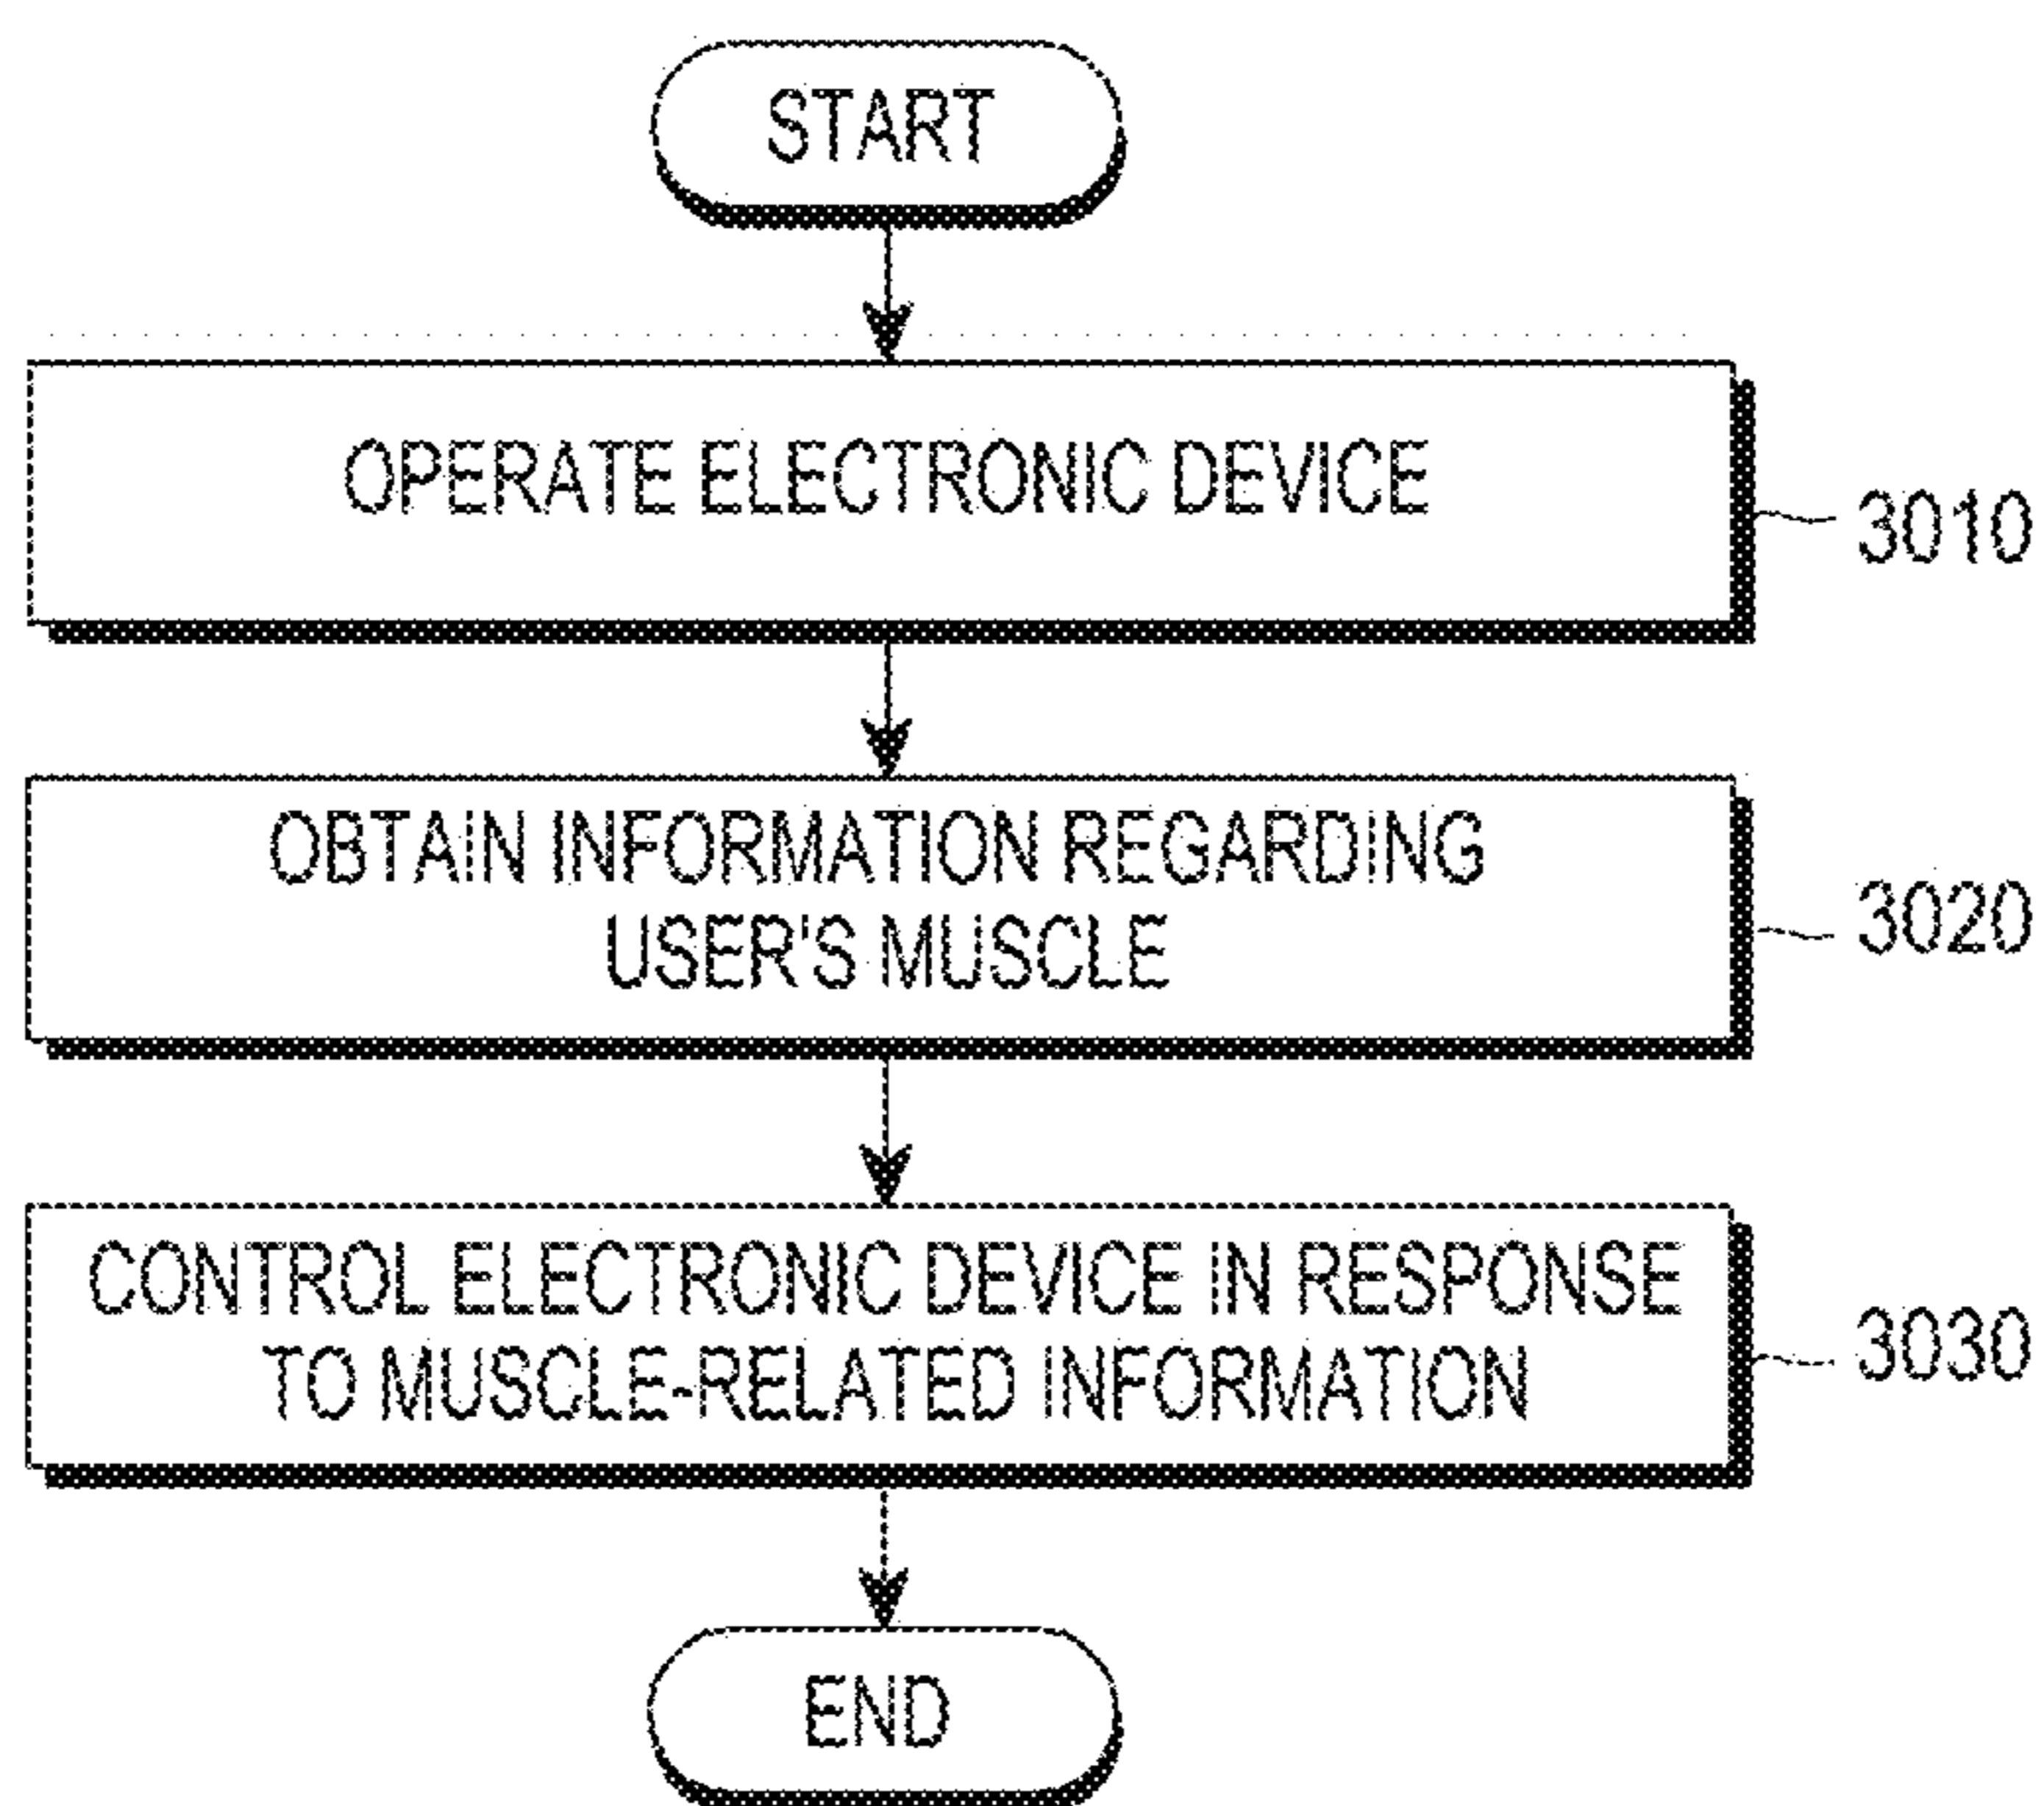 START
OPERATE ELECTRONIC DEVICE
3010
OBTAIN INFORMATION REGARDING
USER'S MUSCLE
3020
CONTROL ELECTRONIC DEVICE IN RESPONSE
TO MUSCLE-RELATED INFORMATION
3030
END